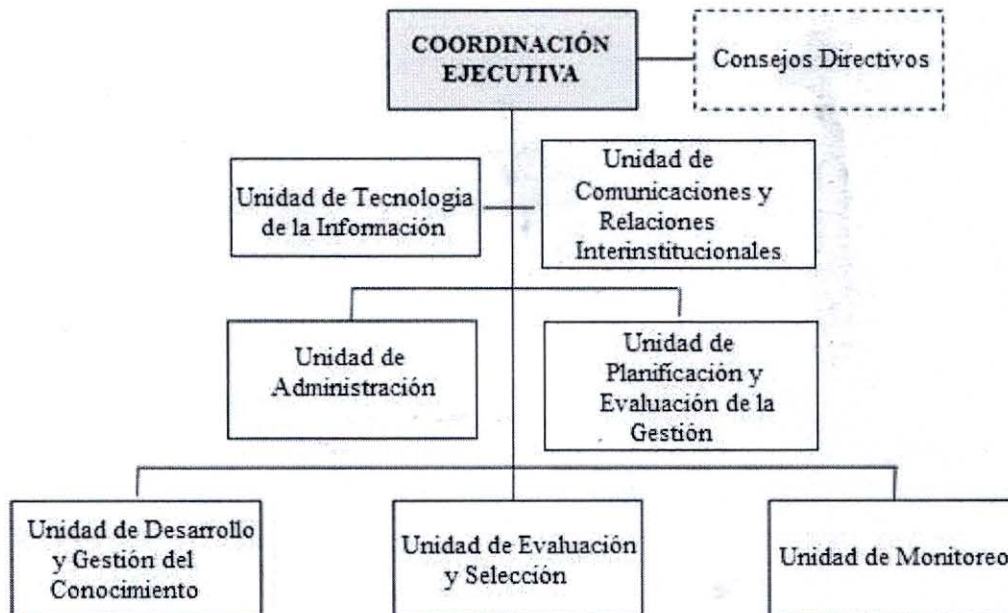 COORDINACIÓN
EJECUTIVA
Consejos Directivos
Unidad de Tecnologia
de la Información
Unidad de
Comunicaciones y
Relaciones
Interinstitucionales
Unidad de
Administración
Unidad de
Planificación y
Evaluación de la
Gestión
Unidad de Desarrollo
y Gestión del
Conocimiento
Unidad de Evaluación
y Selección
Unidad de Monitoreo